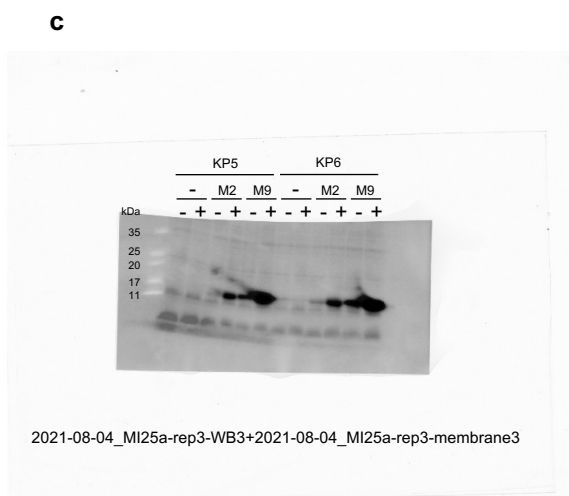 c
KP5 KP6
- M2 M9 - M2 M9
kDa - + - + - + - + - + - +
35
25
20
17
11
2021-08-04_MI25a-rep3-WB3+2021-08-04_MI25a-rep3-membrane3